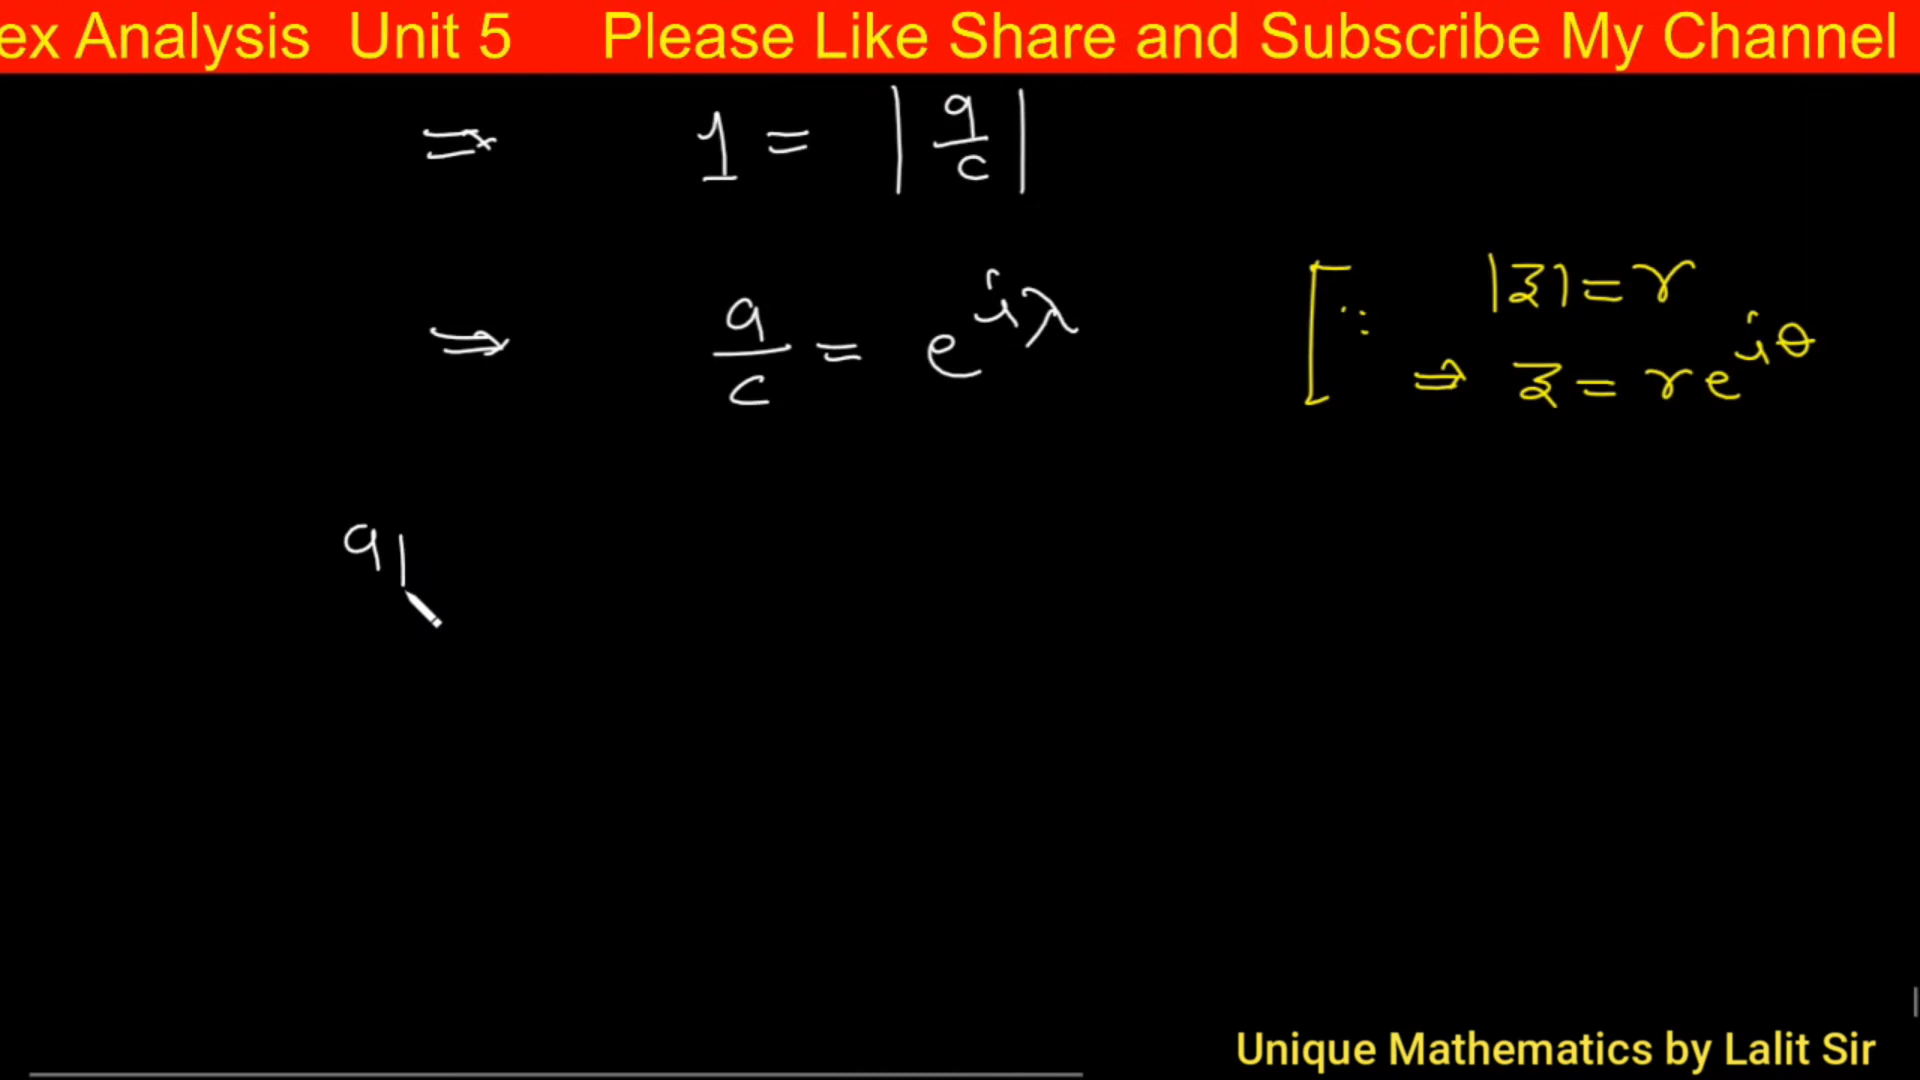 ex Analysis Unit 5 Please Like Share and Subscribe My Channel
⇒ 1 = |a/c|
⇒ a/c = e^{iλ}
[∵ |z| = r
⇒ z = re^{iθ}
a|
Unique Mathematics by Lalit Sir